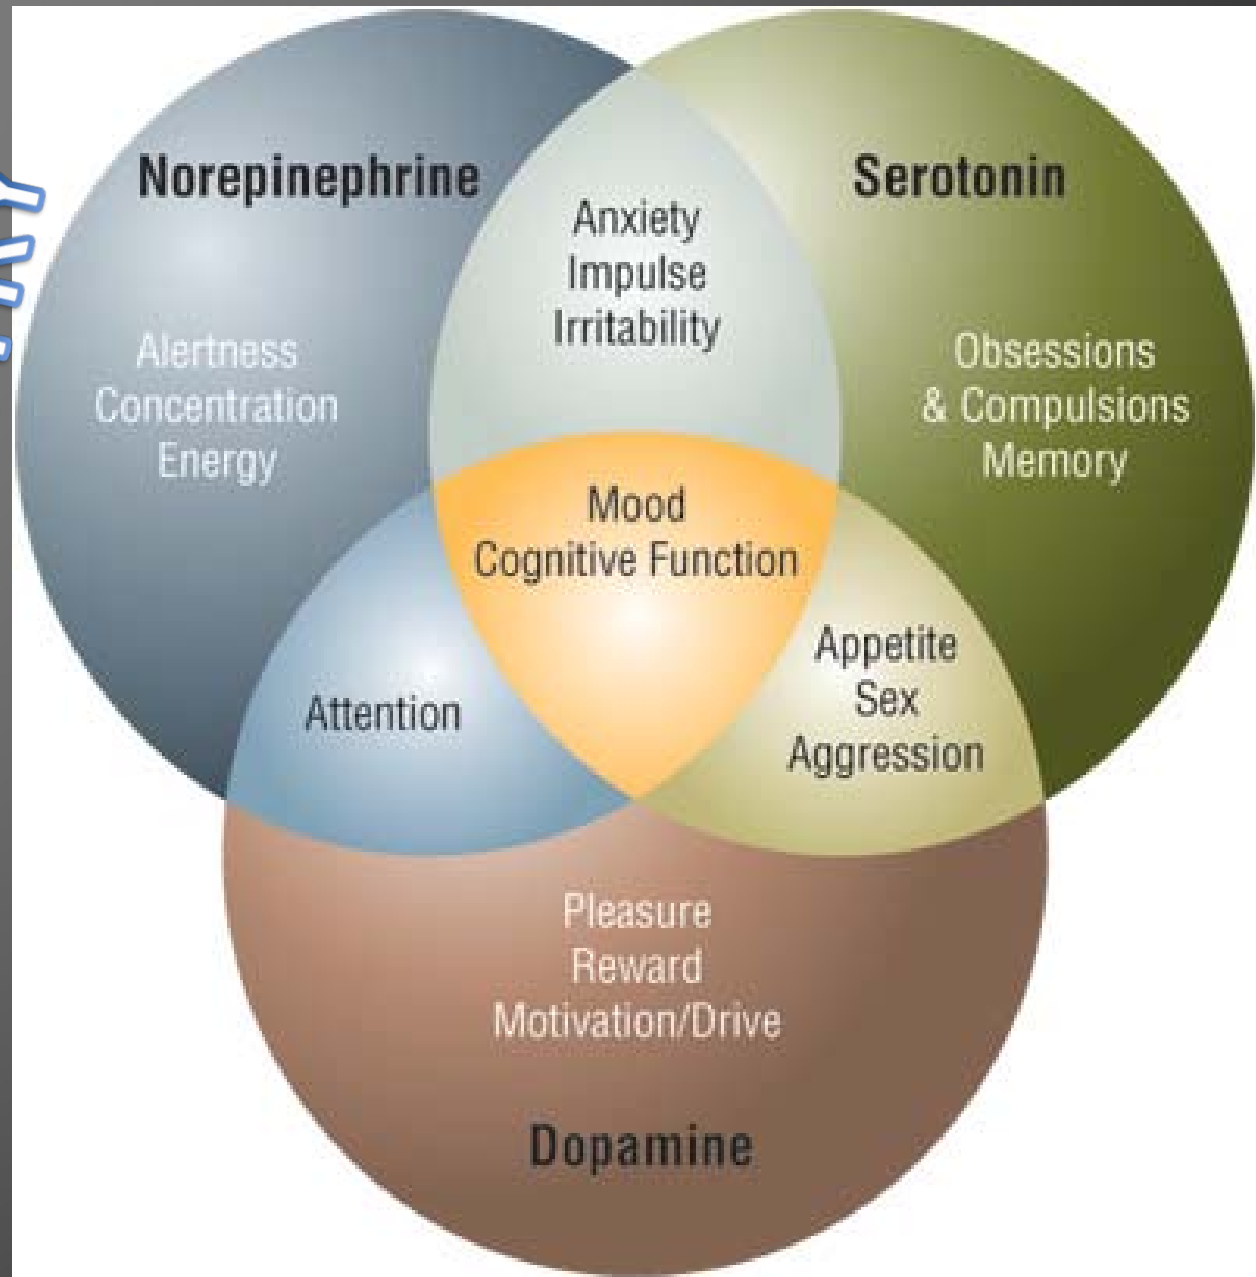 Norepinephrine
Serotonin
Anxiety
Impulse
Irritability
Alertness
Concentration
Energy
Obsessions
& Compulsions
Memory
Mood
Cognitive Function
Attention
Appetite
Sex
Aggression
Pleasure
Reward
Motivation/Drive
Dopamine